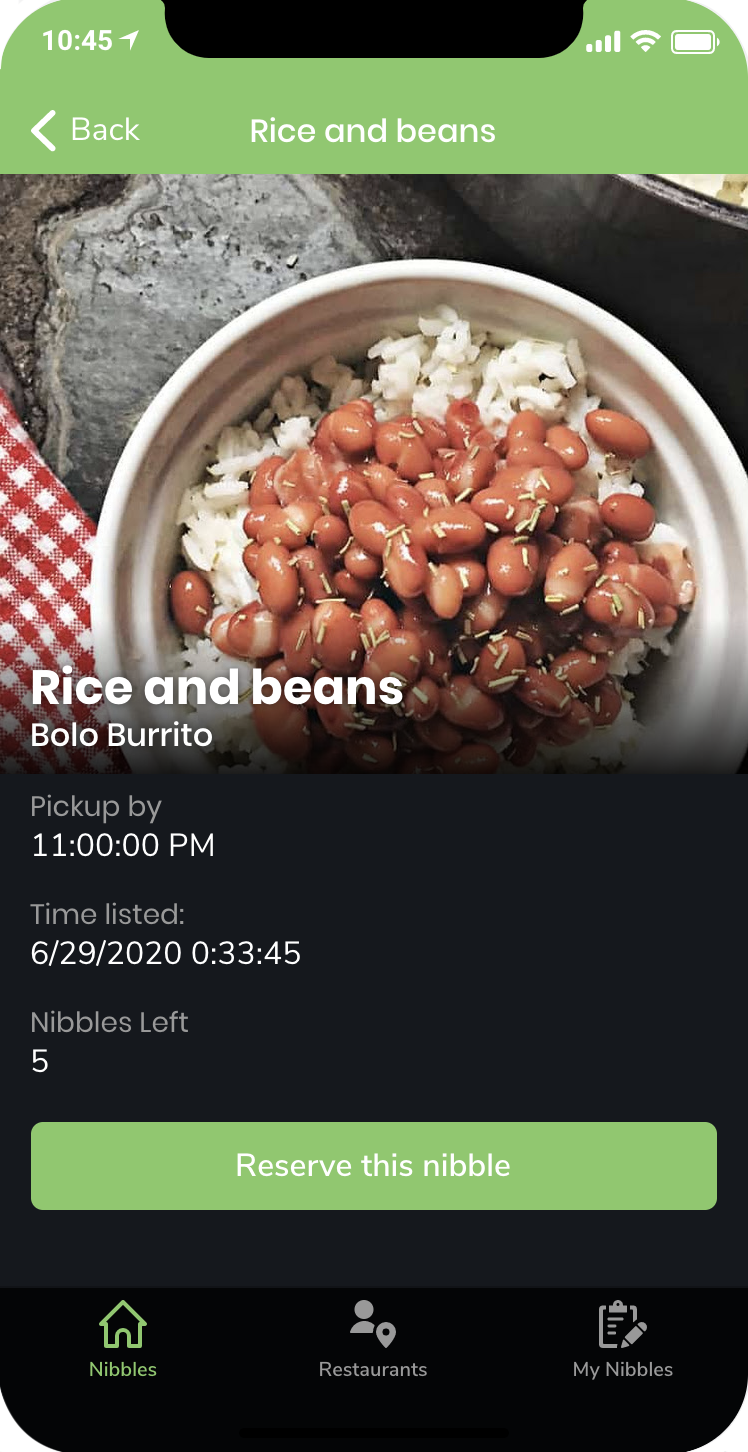 10:45
Back
Rice and beans
Rice and beans
Bolo Burrito
Pickup by
11:00:00 PM
Time listed:
6/29/2020 0:33:45
Nibbles Left
5
Reserve this nibble
Nibbles
Restaurants
My Nibbles